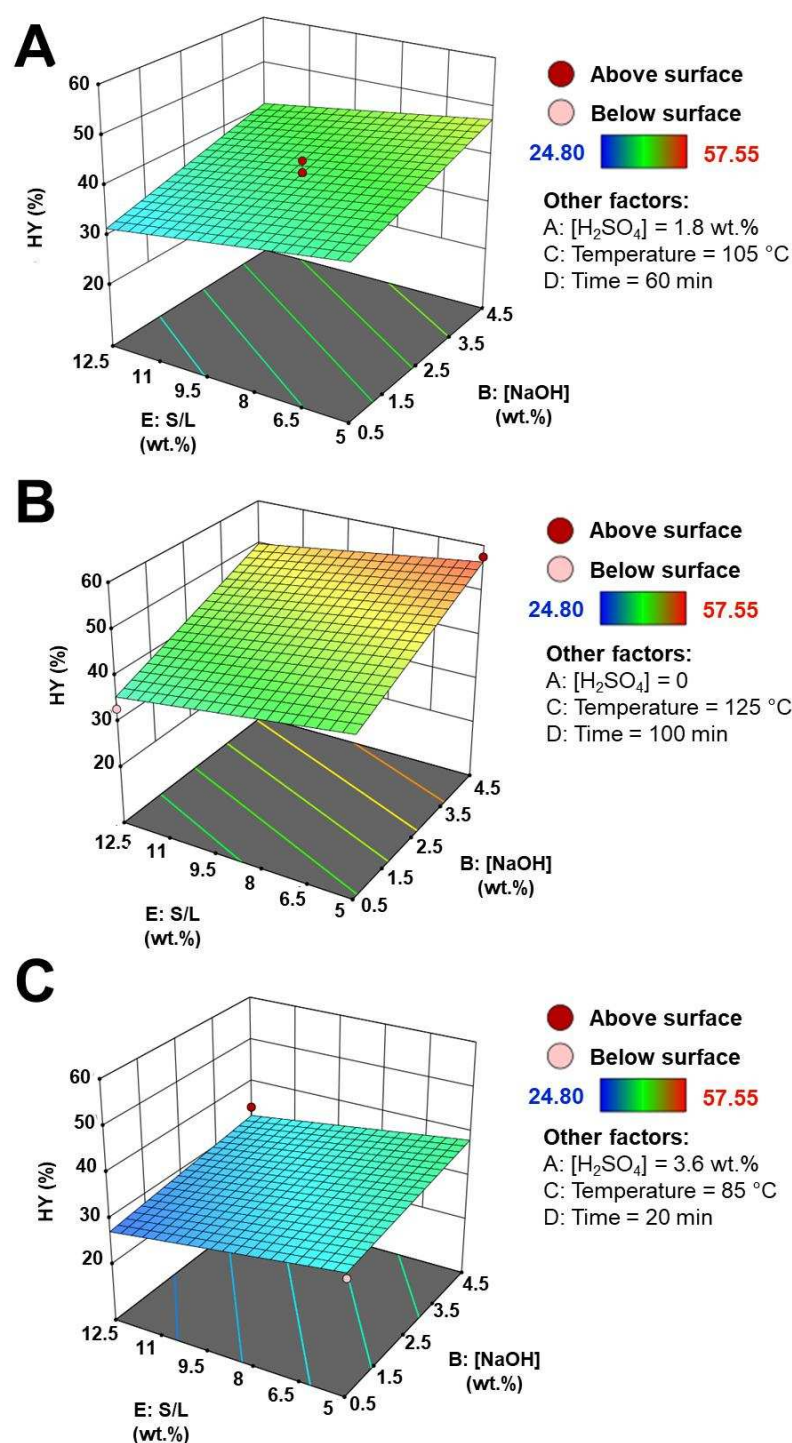 A
Above surface
Below surface
24.80 57.55
Other factors:
A: [H₂SO₄] = 1.8 wt.%
C: Temperature = 105 °C
D: Time = 60 min
HY (%)
60
50
40
30
20
12.5
11
9.5
8
6.5
5
E: S/L
(wt.%)
0.5
1.5
2.5
3.5
4.5
B: [NaOH]
(wt.%)
B
Above surface
Below surface
24.80 57.55
Other factors:
A: [H₂SO₄] = 0
C: Temperature = 125 °C
D: Time = 100 min
HY (%)
60
50
40
30
20
12.5
11
9.5
8
6.5
5
E: S/L
(wt.%)
0.5
1.5
2.5
3.5
4.5
B: [NaOH]
(wt.%)
C
Above surface
Below surface
24.80 57.55
Other factors:
A: [H₂SO₄] = 3.6 wt.%
C: Temperature = 85 °C
D: Time = 20 min
HY (%)
60
50
40
30
20
12.5
11
9.5
8
6.5
5
E: S/L
(wt.%)
0.5
1.5
2.5
3.5
4.5
B: [NaOH]
(wt.%)